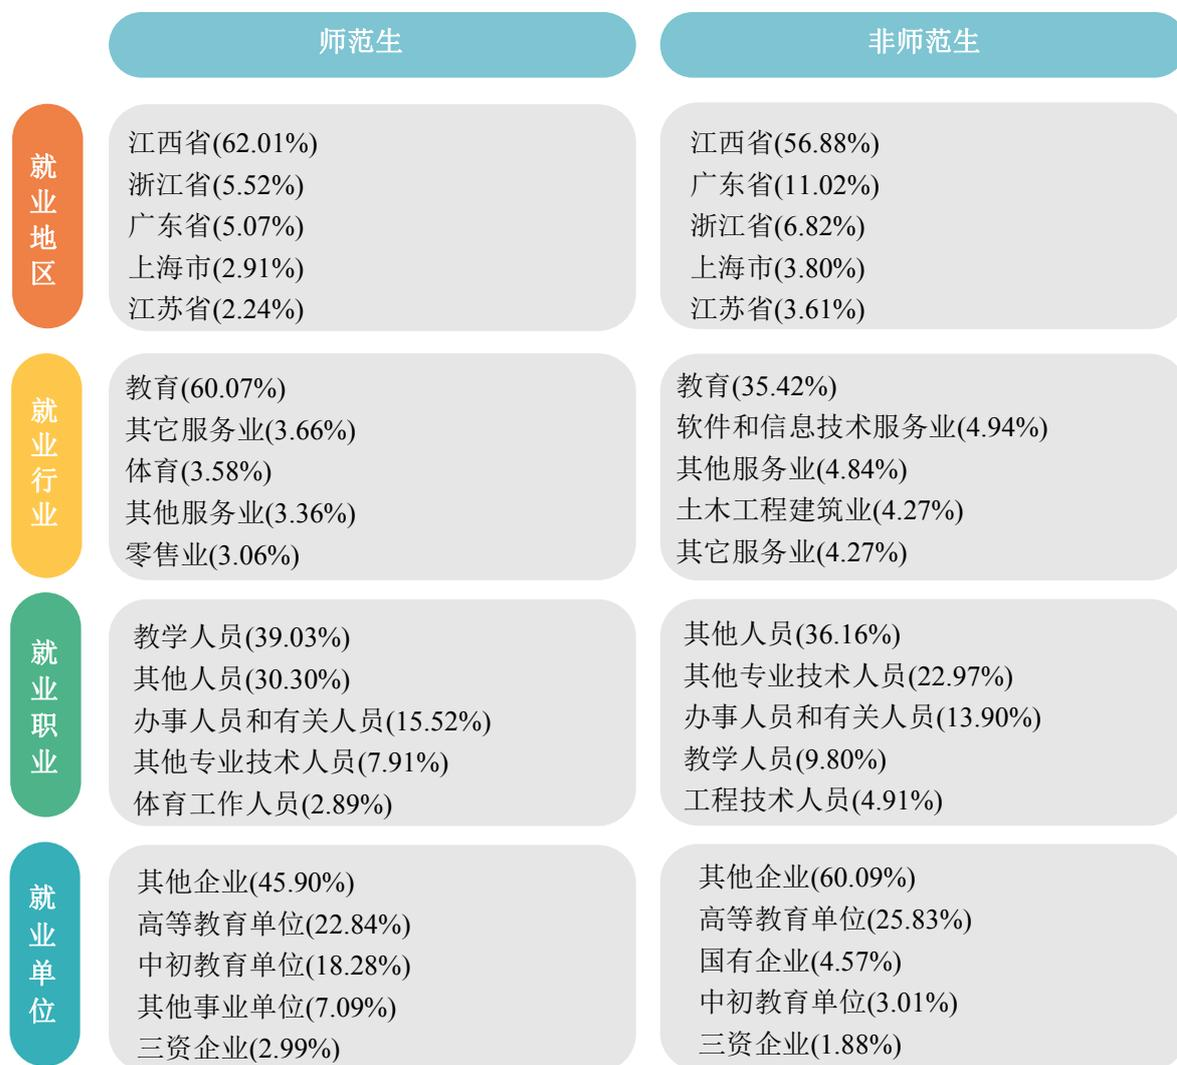 师范生
非师范生
就业地区
江西省(62.01%)
浙江省(5.52%)
广东省(5.07%)
上海市(2.91%)
江苏省(2.24%)
江西省(56.88%)
广东省(11.02%)
浙江省(6.82%)
上海市(3.80%)
江苏省(3.61%)
就业行业
教育(60.07%)
其它服务业(3.66%)
体育(3.58%)
其他服务业(3.36%)
零售业(3.06%)
教育(35.42%)
软件和信息技术服务业(4.94%)
其他服务业(4.84%)
土木工程建筑业(4.27%)
其它服务业(4.27%)
就业职业
教学人员(39.03%)
其他人员(30.30%)
办事人员和有关人员(15.52%)
其他专业技术人员(7.91%)
体育工作人员(2.89%)
其他人员(36.16%)
其他专业技术人员(22.97%)
办事人员和有关人员(13.90%)
教学人员(9.80%)
工程技术人员(4.91%)
就业单位
其他企业(45.90%)
高等教育单位(22.84%)
中初教育单位(18.28%)
其他事业单位(7.09%)
三资企业(2.99%)
其他企业(60.09%)
高等教育单位(25.83%)
国有企业(4.57%)
中初教育单位(3.01%)
三资企业(1.88%)